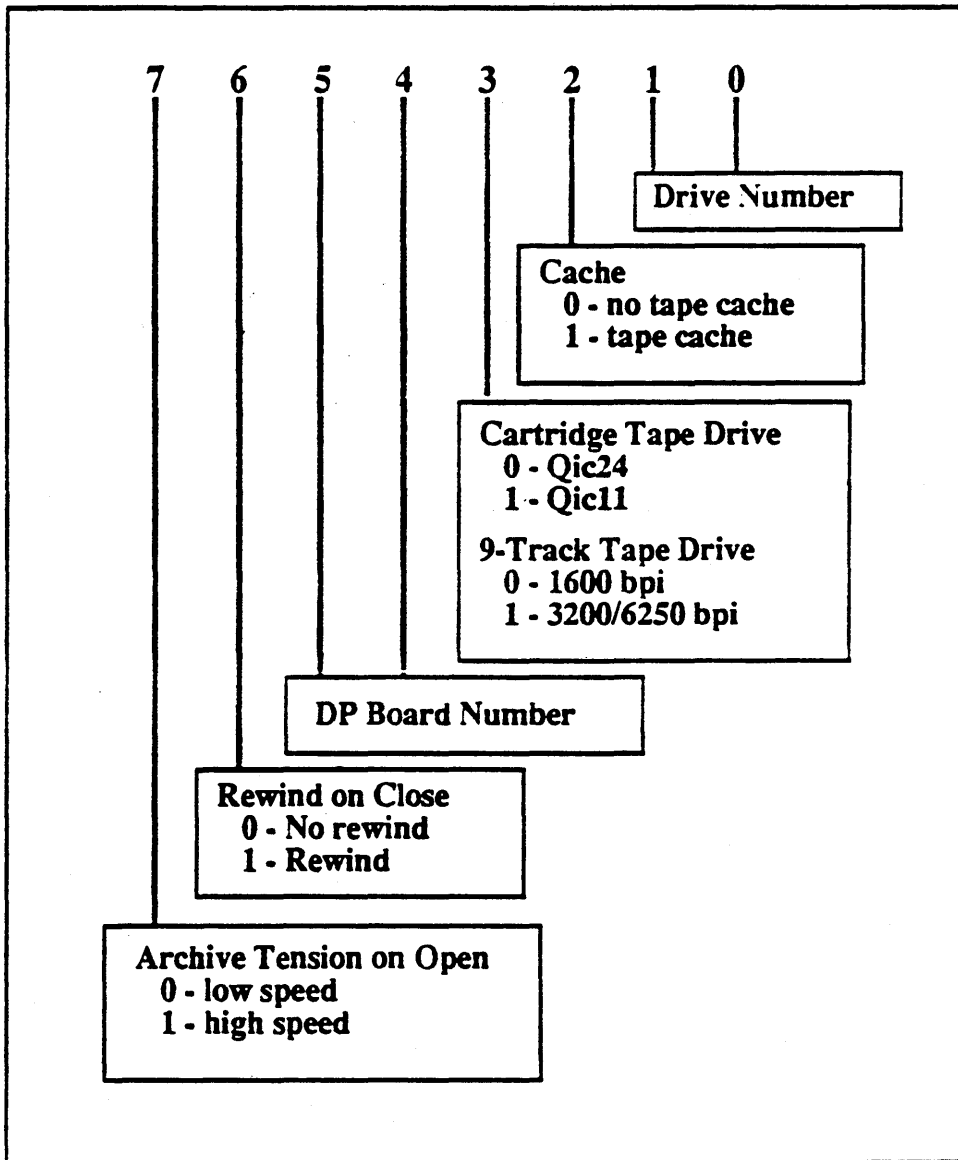 7 6 5 4 3 2 1 0
Drive Number
Cache
0 - no tape cache
1 - tape cache
Cartridge Tape Drive
0 - Qic24
1 - Qic11
9-Track Tape Drive
0 - 1600 bpi
1 - 3200/6250 bpi
DP Board Number
Rewind on Close
0 - No rewind
1 - Rewind
Archive Tension on Open
0 - low speed
1 - high speed